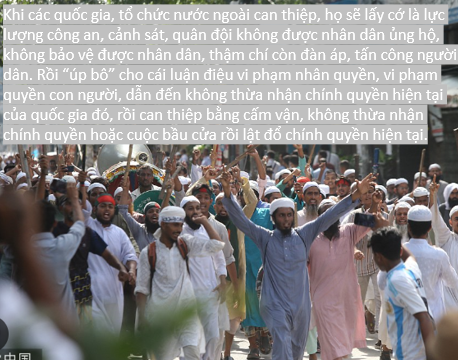 Khi các quốc gia, tổ chức nước ngoài can thiệp, họ sẽ lấy cớ là lực
lượng công an, cảnh sát, quân đội không được nhân dân ủng hộ,
không bảo vệ được nhân dân, thậm chí còn đàn áp, tấn công người
dân. Rồi “úp bô” cho cái luận điệu vi phạm nhân quyền, vi phạm
quyền con người, dẫn đến không thừa nhận chính quyền hiện tại
của quốc gia đó, rồi can thiệp bằng cấm vận, không thừa nhận
chính quyền hoặc cuộc bầu cửa rồi lật đổ chính quyền hiện tại.
中国